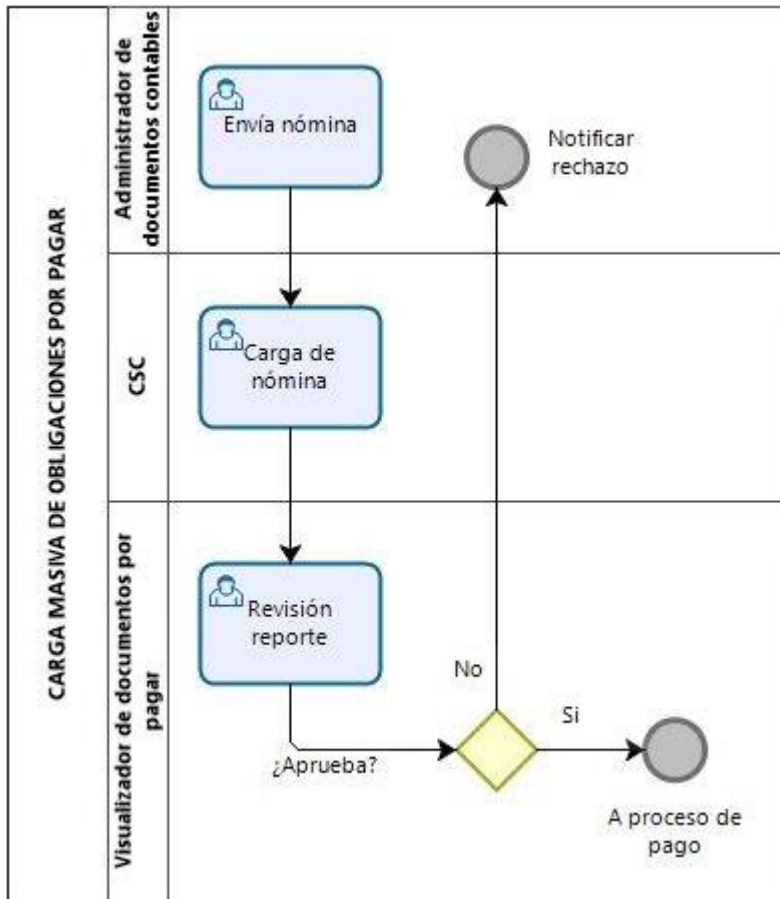 CARGA MASIVA DE OBLIGACIONES POR PAGAR
Administrador de
documentos contables
Envía nómina
Notificar
rechazo
CSC
Carga de
nómina
Visualizador de documentos por
pagar
Revisión
reporte
¿Aprueba?
No
Si
A proceso de
pago